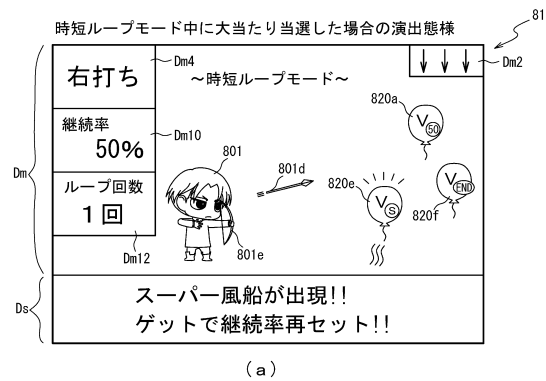 時短ループモード中に大当たり当選した場合の演出態様
81
右打ち
Dm4
～時短ループモード～
↓ ↓ ↓
Dm2
継続率
50%
Dm10
820a
V50
Dm
801
801d
820e
VS
VEND
820f
ループ回数
1回
Dm12
801e
Ds
スーパー風船が出現!!
ゲットで継続率再セット!!
(a)